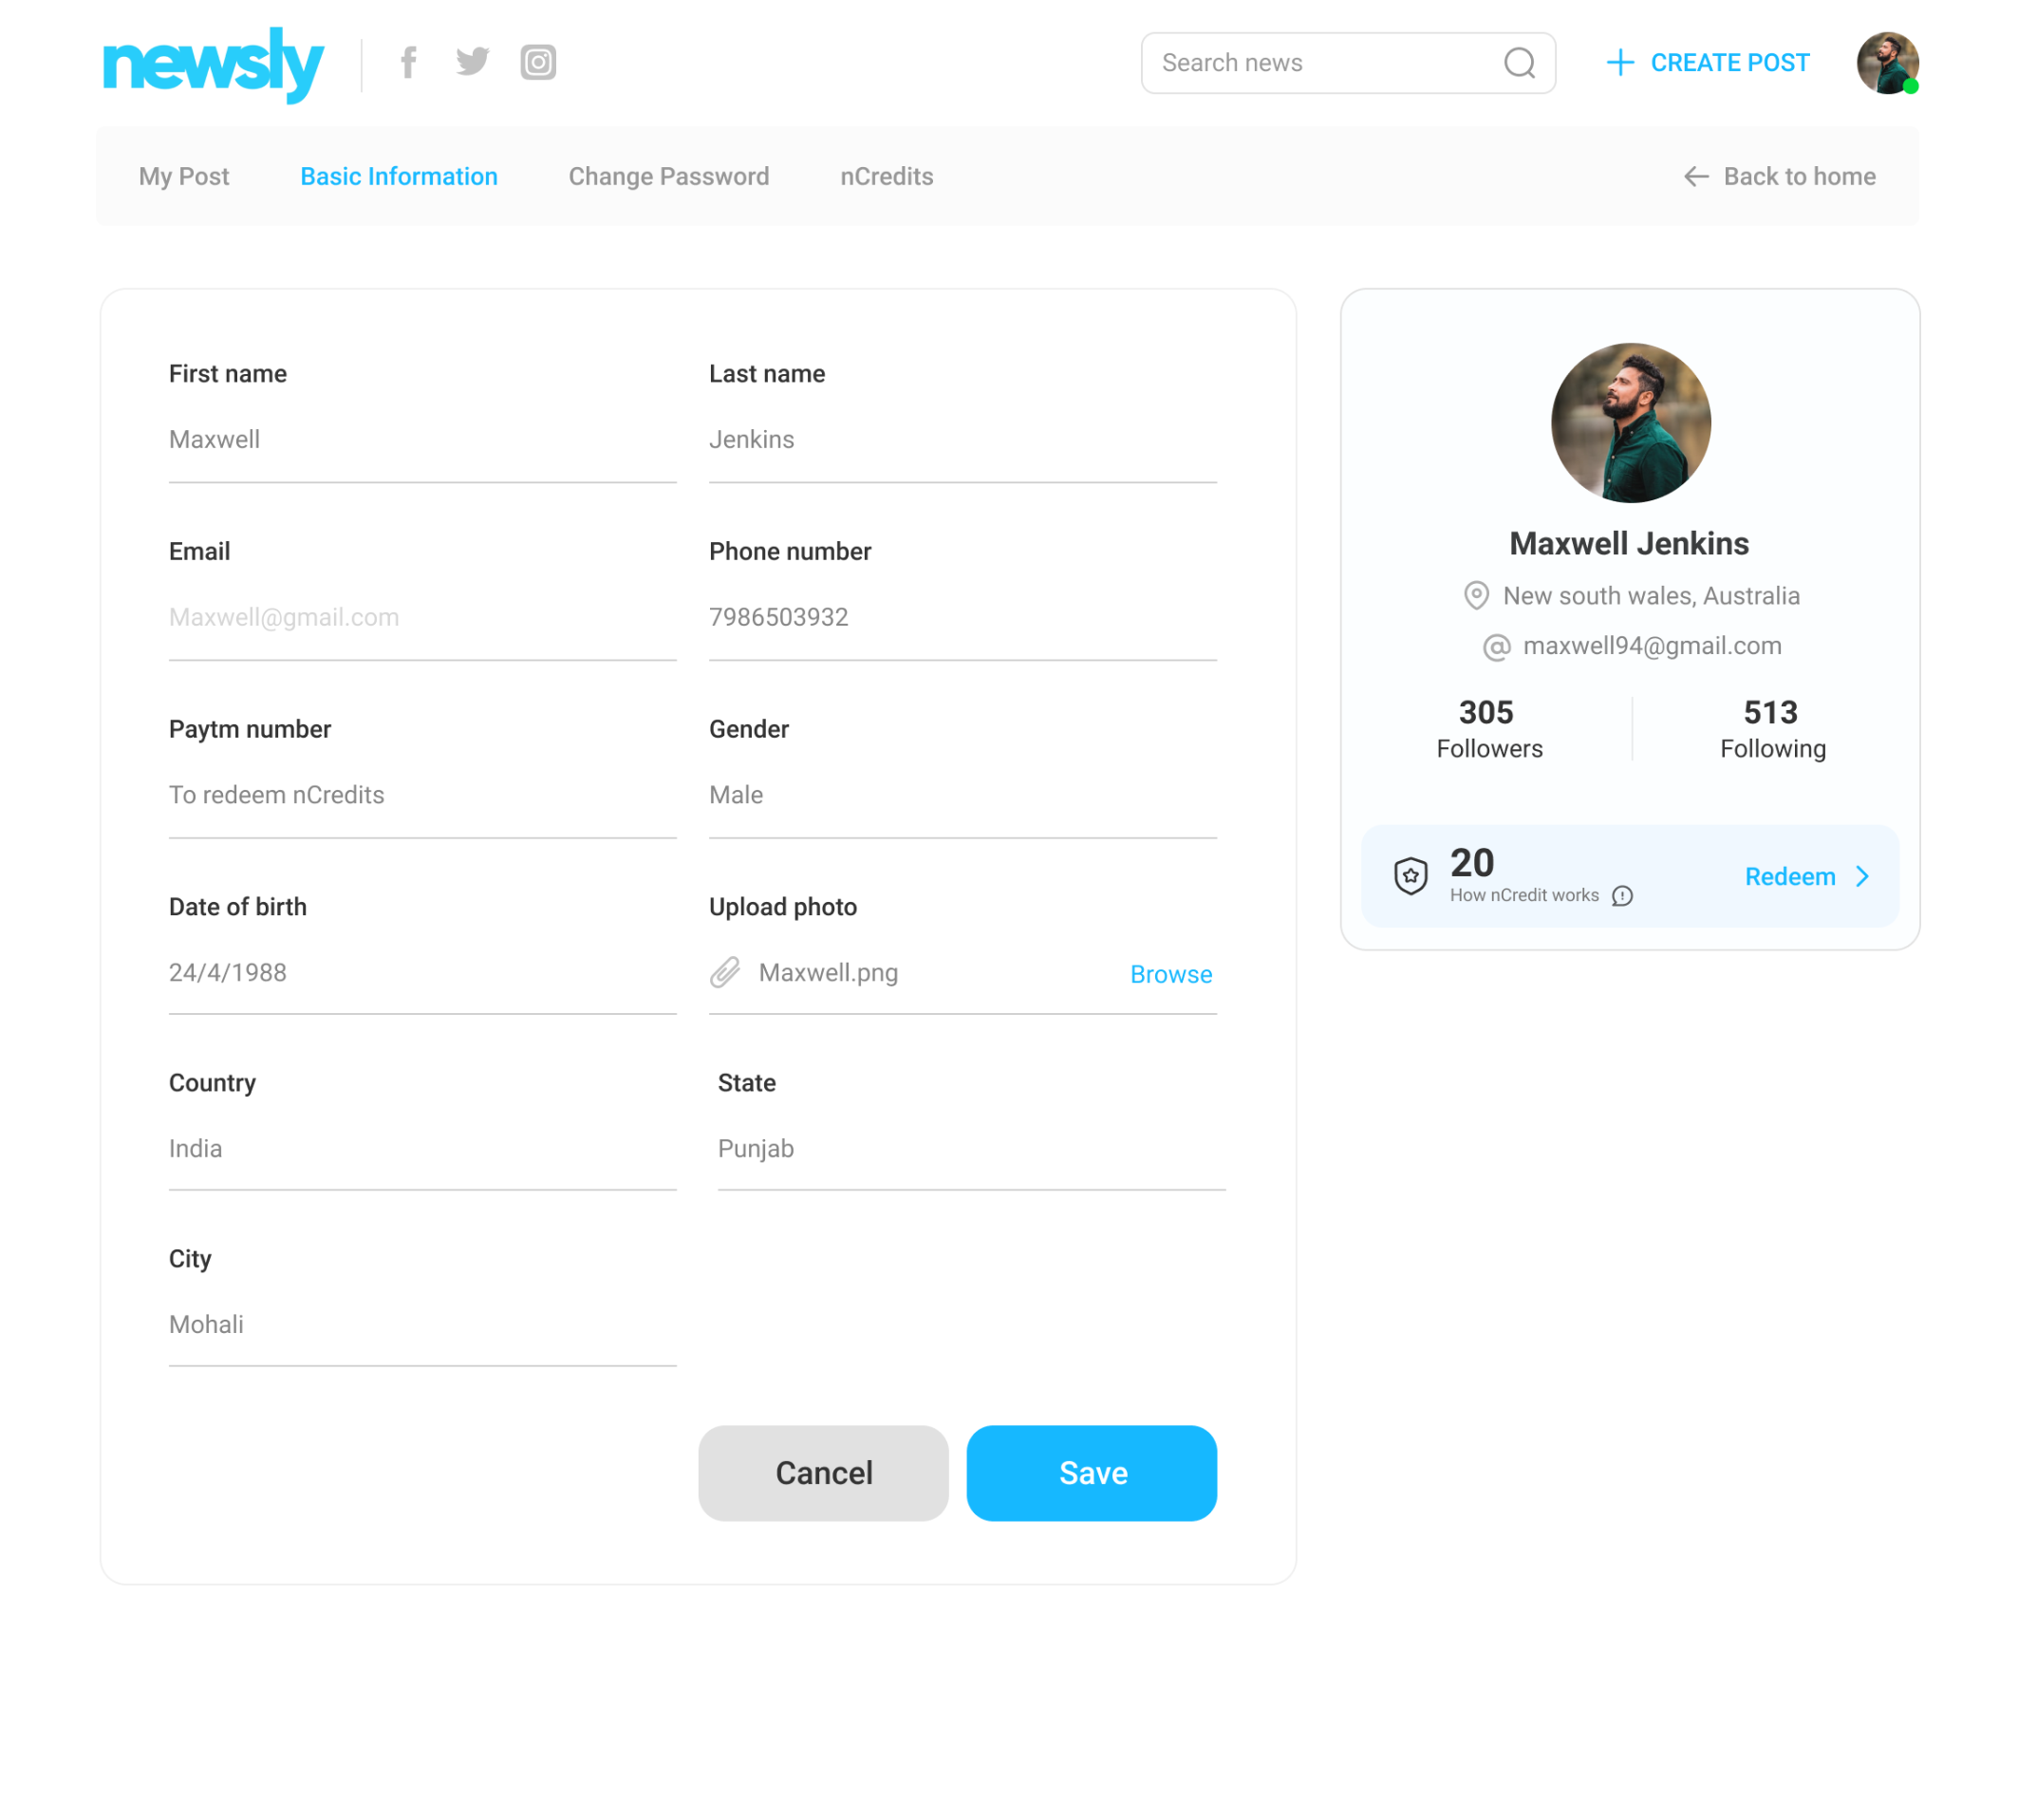 newsly
Search news
CREATE POST
My Post
Basic Information
Change Password
nCredits
Back to home
First name
Last name
Maxwell
Jenkins
Email
Phone number
Maxwell@gmail.com
7986503932
Paytm number
Gender
To redeem nCredits
Male
Date of birth
Upload photo
24/4/1988
Maxwell.png
Browse
Country
State
India
Punjab
City
Mohali
Cancel
Save
Maxwell Jenkins
New south wales, Australia
maxwell94@gmail.com
305
Followers
513
Following
20
How nCredit works
Redeem